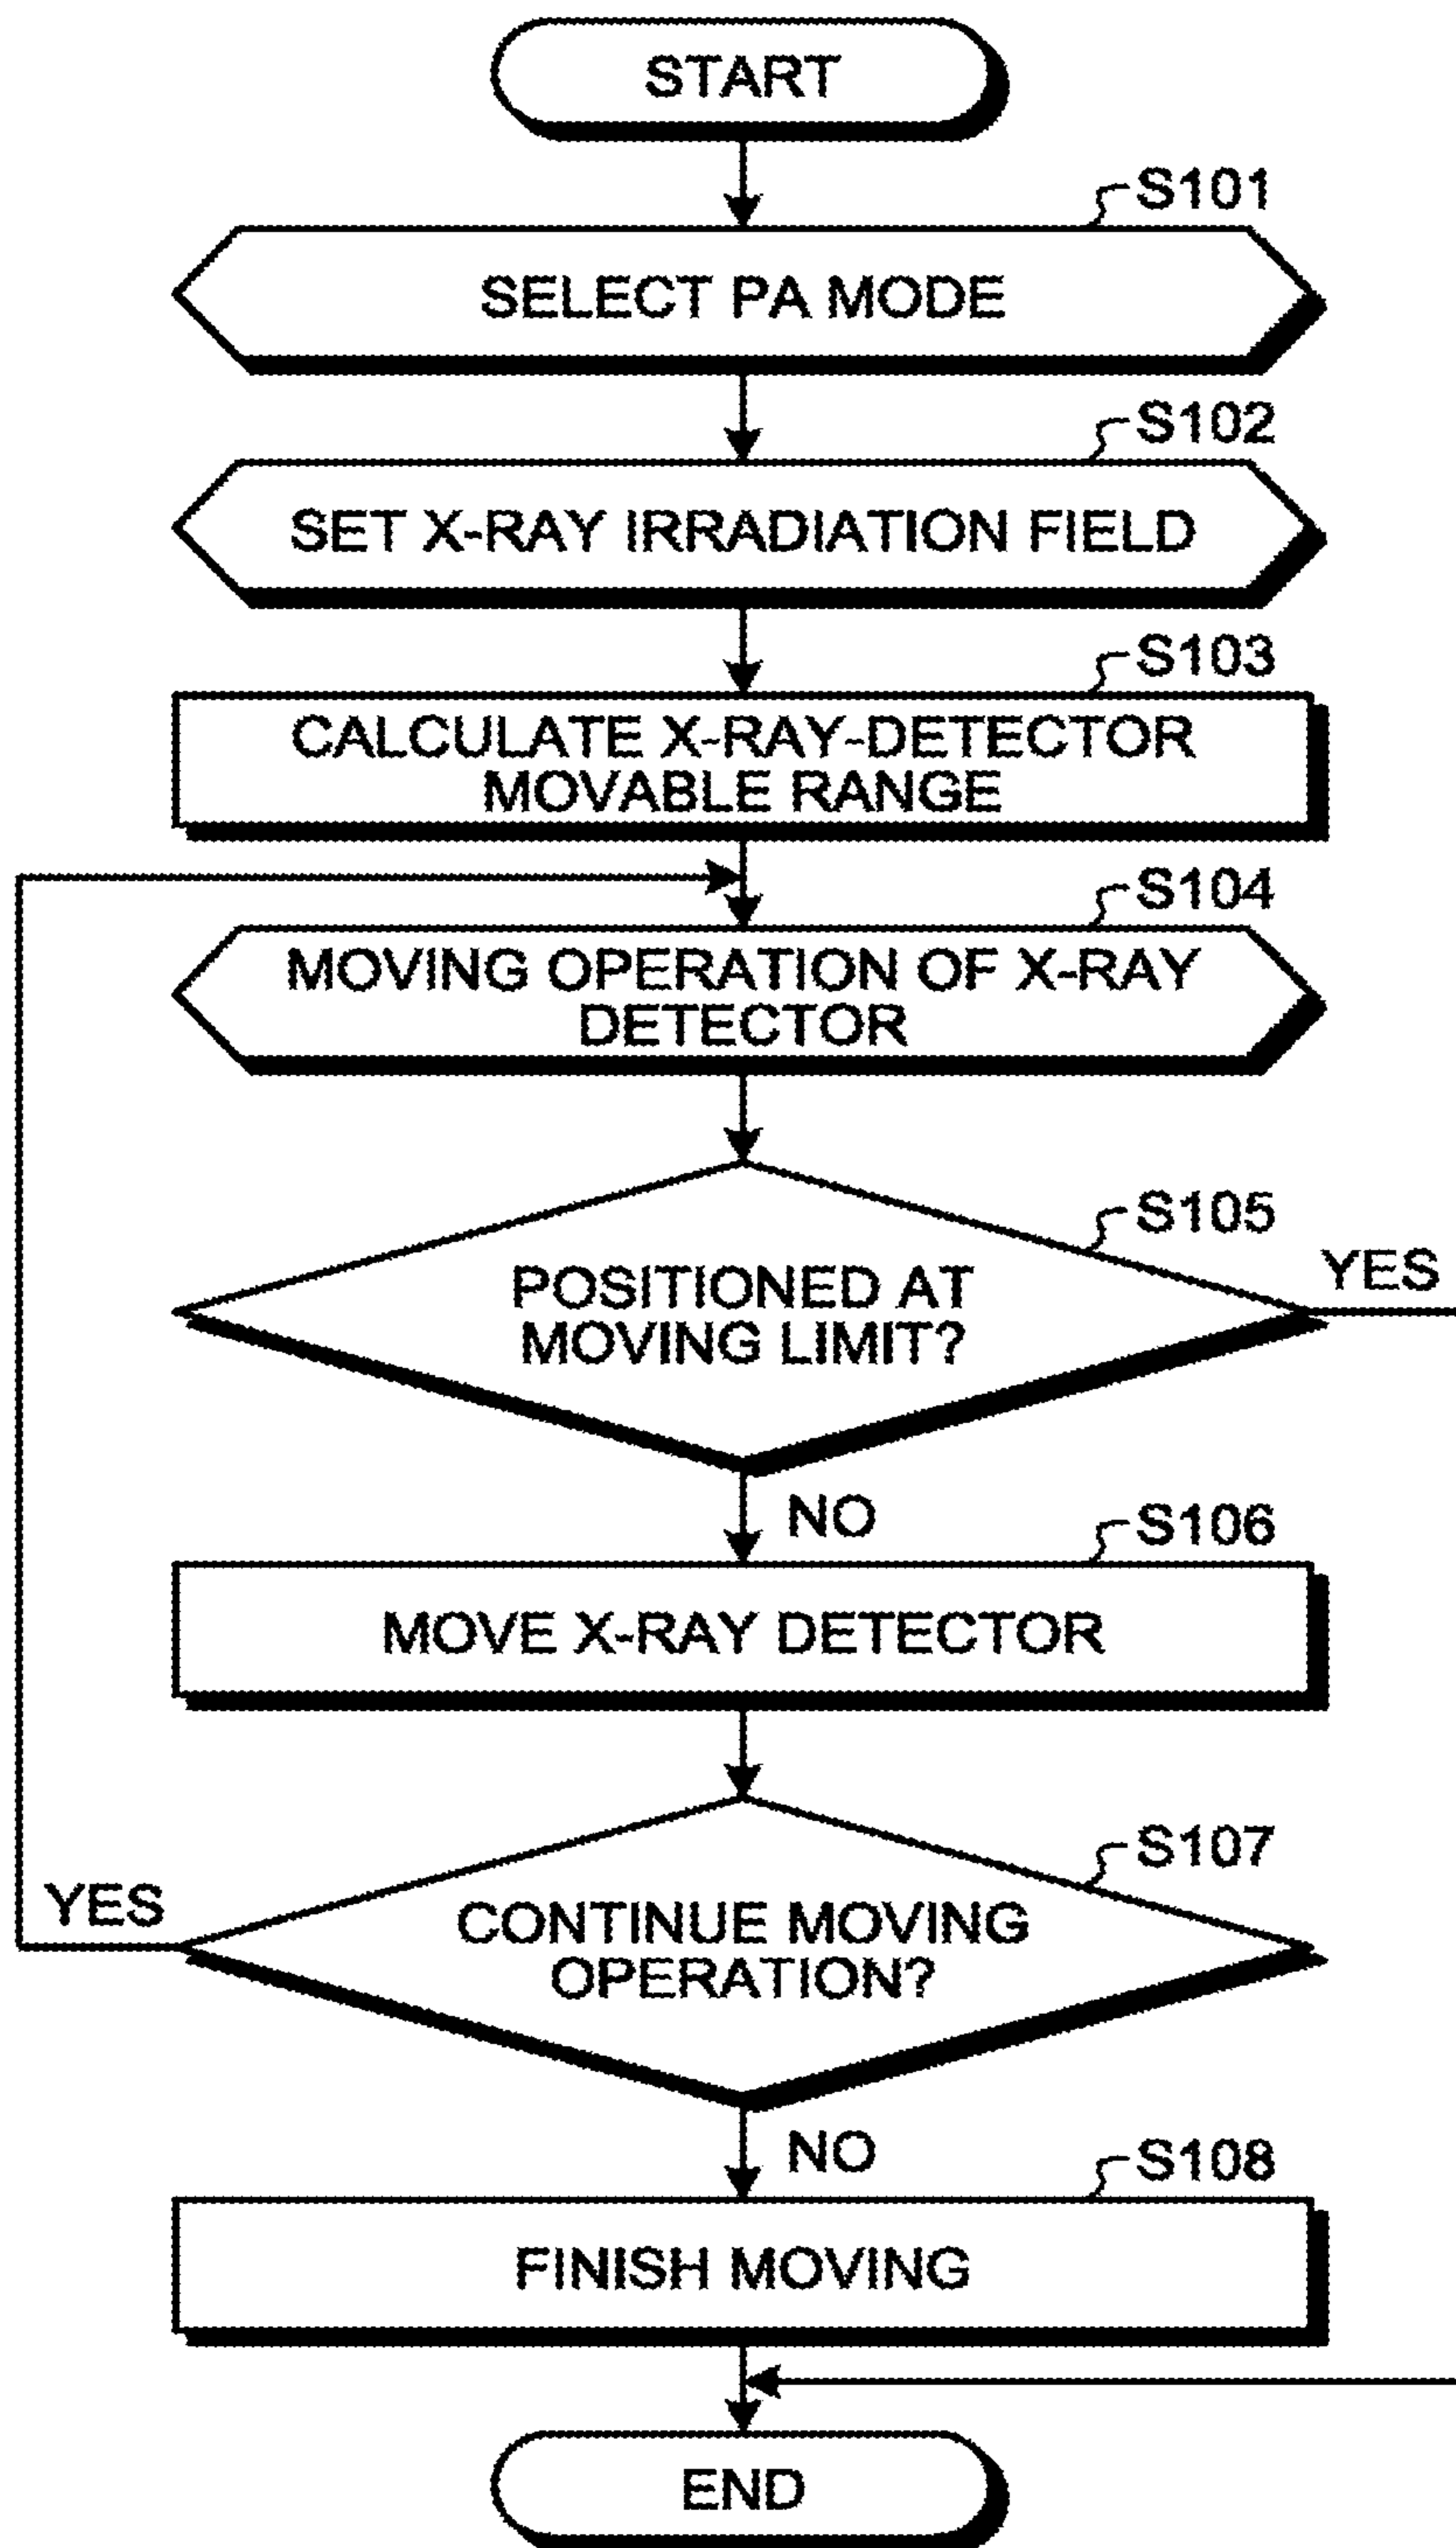 START
S101
SELECT PA MODE
S102
SET X-RAY IRRADIATION FIELD
S103
CALCULATE X-RAY-DETECTOR
MOVABLE RANGE
S104
MOVING OPERATION OF X-RAY
DETECTOR
S105
YES
POSITIONED AT
MOVING LIMIT?
NO
S106
MOVE X-RAY DETECTOR
S107
YES
CONTINUE MOVING
OPERATION?
NO
S108
FINISH MOVING
END